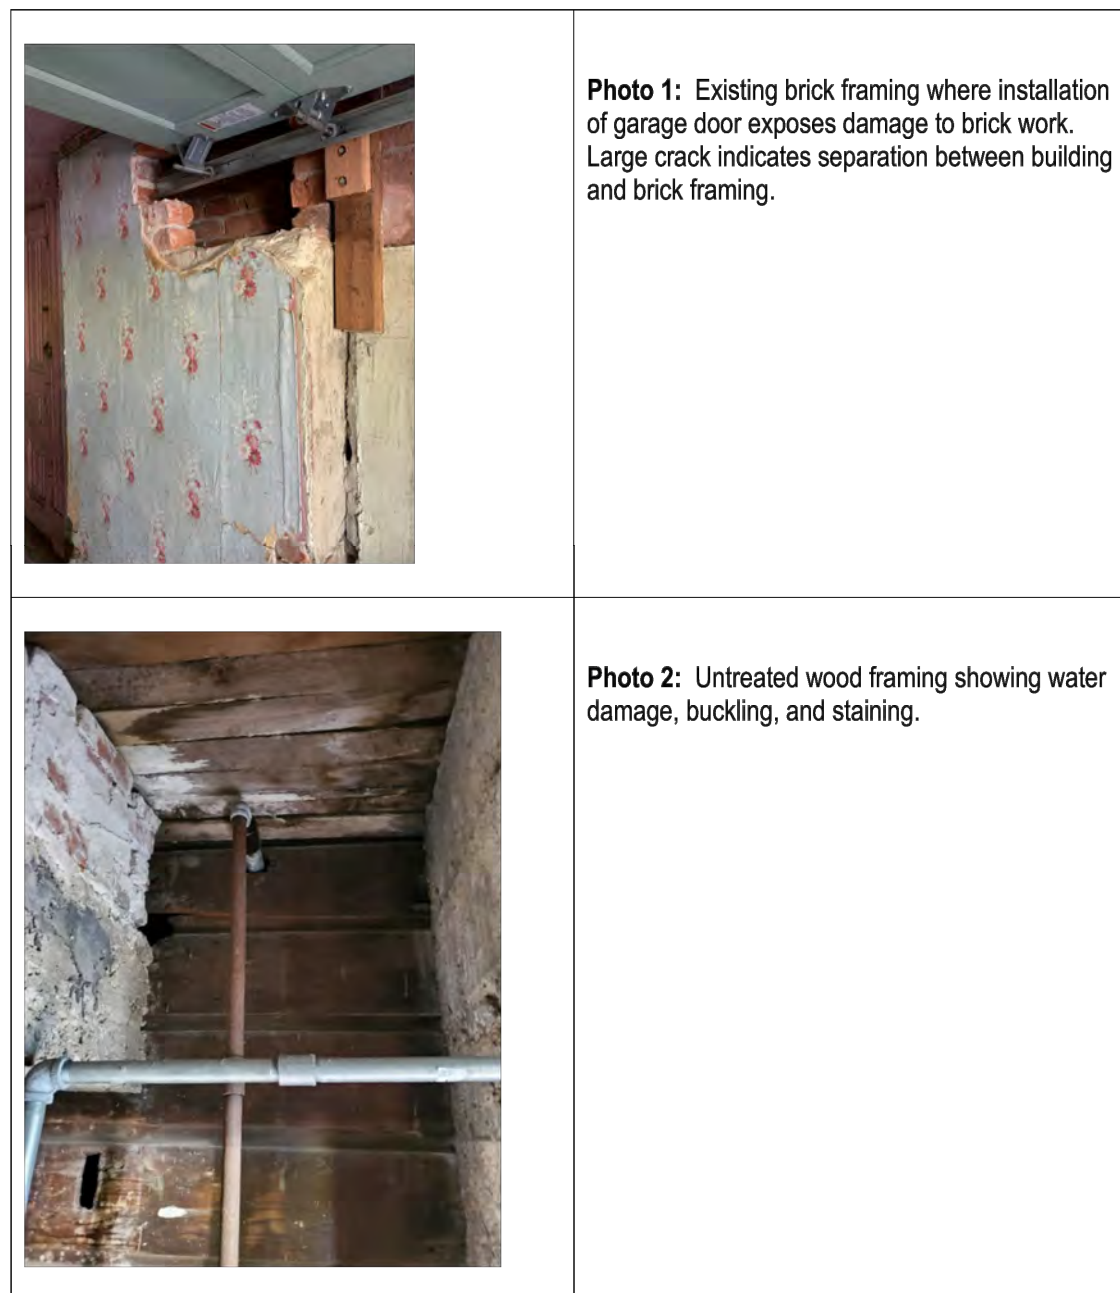 Photo 1: Existing brick framing where installation
of garage door exposes damage to brick work.
Large crack indicates separation between building
and brick framing.
Photo 2: Untreated wood framing showing water
damage, buckling, and staining.